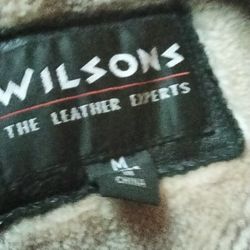 WILSONS
THE LEATHER EXPERTS
M
CHINA